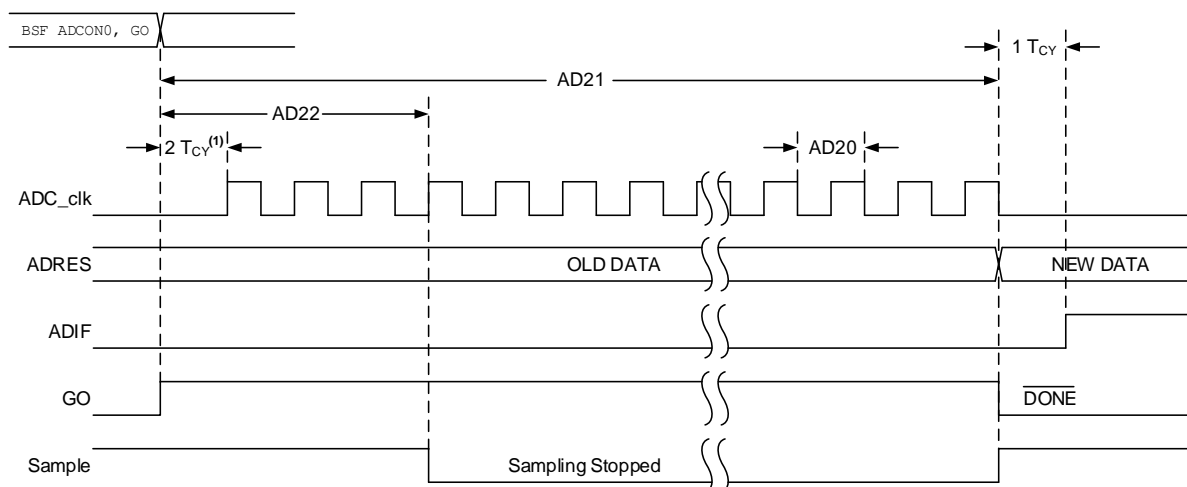 BSF ADCON0, GO
1 TCY
AD21
AD22
2 TCY(1)
AD20
ADC_clk
ADRES
OLD DATA
NEW DATA
ADIF
GO
DONE
Sample
Sampling Stopped